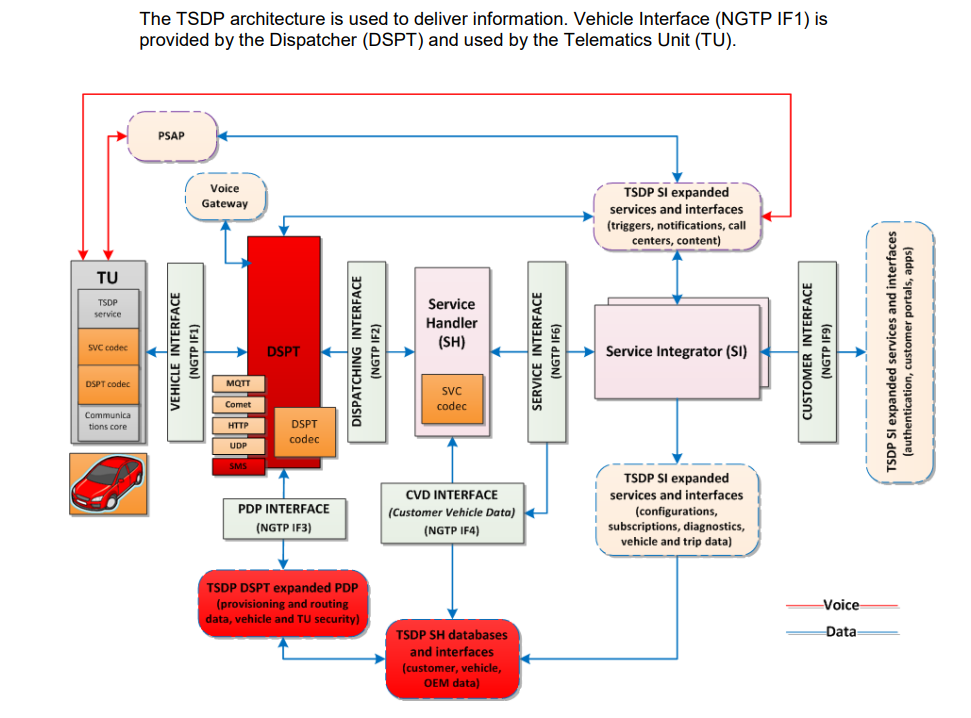 The TSDP architecture is used to deliver information. Vehicle Interface (NGTP IF1) is
provided by the Dispatcher (DSPT) and used by the Telematics Unit (TU).
PSAP
Voice
Gateway
TSDP SI expanded
services and interfaces
(triggers, notifications, call
centers, content)
TU
TSDP
service
SVC codec
DSPT codec
Communica
tions core
VEHICLE INTERFACE
(NGTP IF1)
DSPT
MQTT
Comet
HTTP
UDP
SMS
DSPT
codec
DISPATCHING INTERFACE
(NGTP IF2)
Service
Handler
(SH)
SVC
codec
SERVICE INTERFACE
(NGTP IF6)
Service Integrator (SI)
CUSTOMER INTERFACE
(NGTP IF9)
TSDP SI expanded services and interfaces
(authentication, customer portals, apps)
PDP INTERFACE
(NGTP IF3)
CVD INTERFACE
(Customer Vehicle Data)
(NGTP IF4)
TSDP SI expanded
services and interfaces
(configurations,
subscriptions, diagnostics,
vehicle and trip data)
TSDP DSPT expanded PDP
(provisioning and routing
data, vehicle and TU security)
TSDP SH databases
and interfaces
(customer, vehicle,
OEM data)
Voice
Data